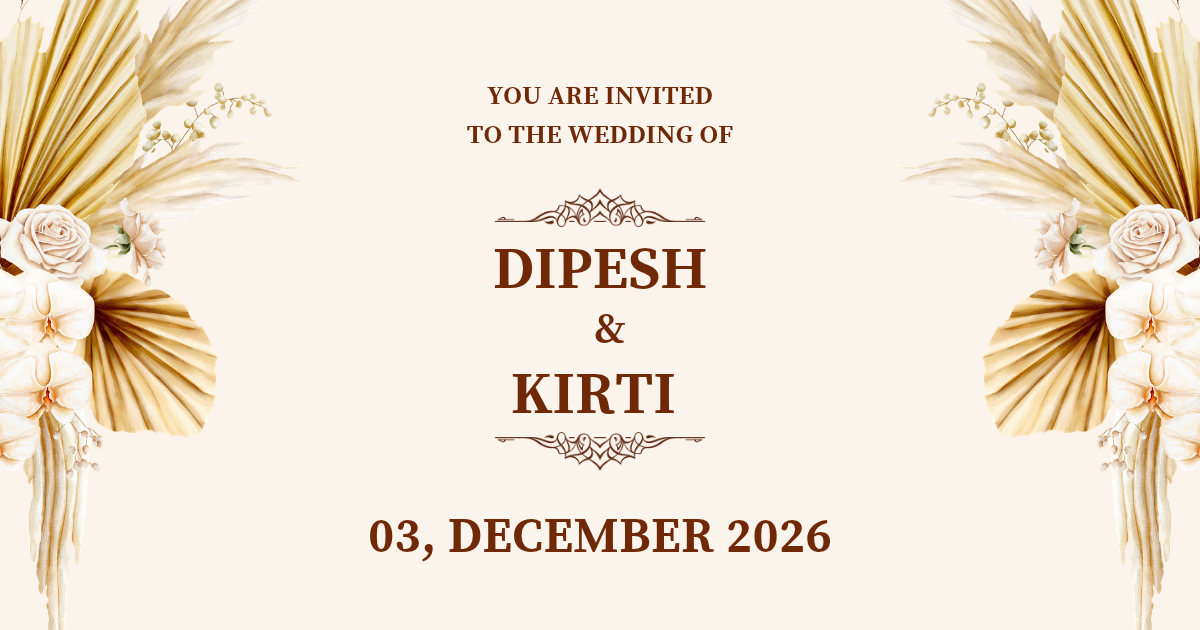 YOU ARE INVITED
TO THE WEDDING OF
DIPESH
&
KIRTI
03, DECEMBER 2026